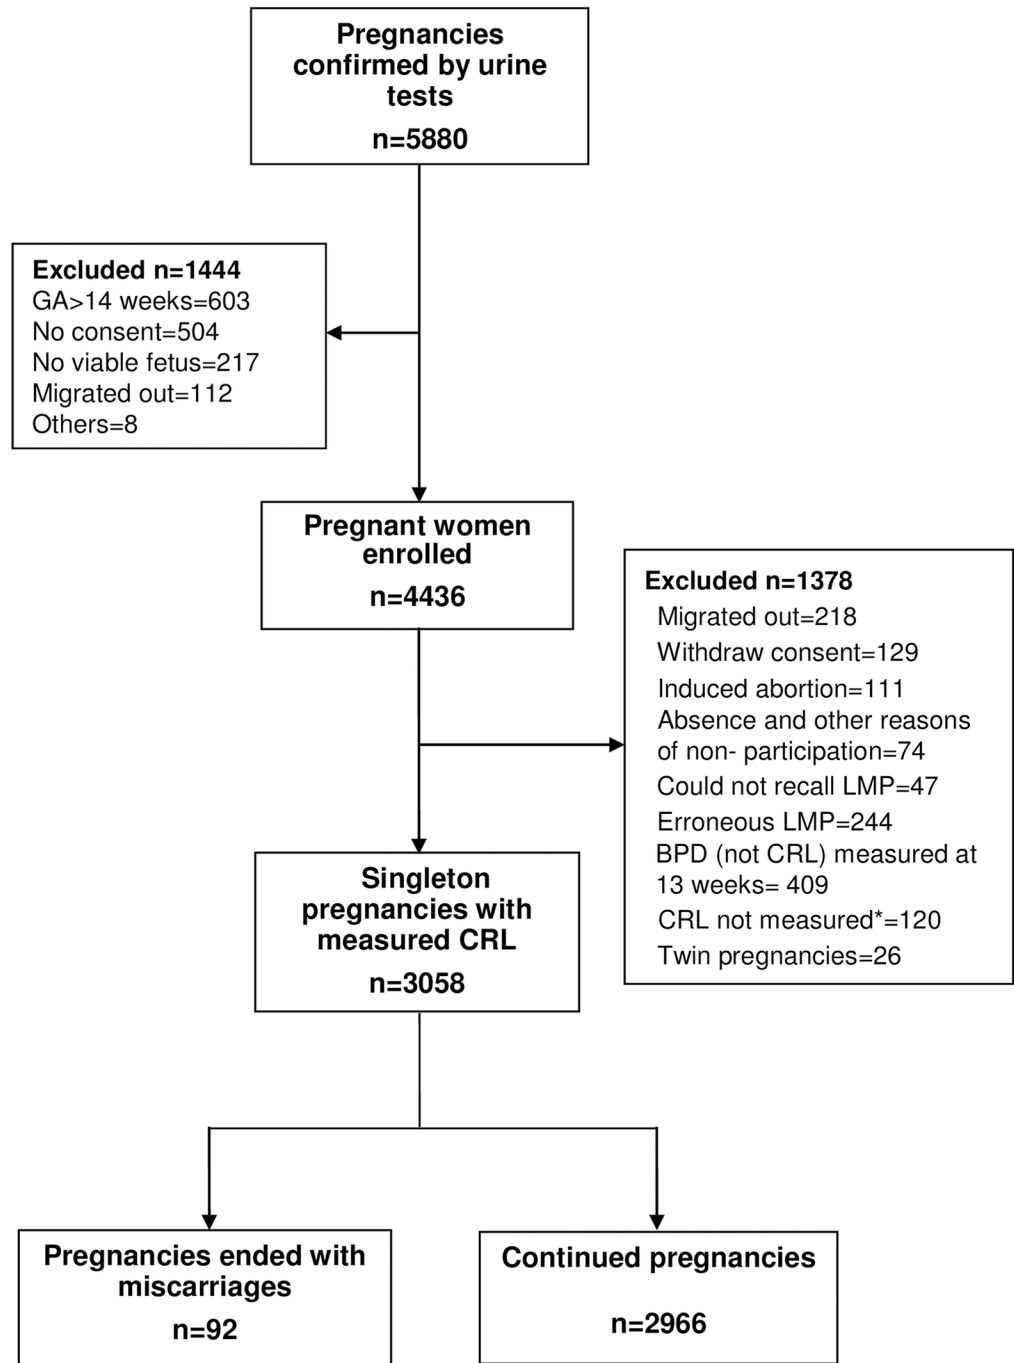 Pregnancies
confirmed by urine
tests
n=5880
Excluded n=1444
GA>14 weeks=603
No consent=504
No viable fetus=217
Migrated out=112
Others=8
Pregnant women
enrolled
n=4436
Excluded n=1378
Migrated out=218
Withdraw consent=129
Induced abortion=111
Absence and other reasons
of non- participation=74
Could not recall LMP=47
Erroneous LMP=244
BPD (not CRL) measured at
13 weeks= 409
CRL not measured*=120
Twin pregnancies=26
Singleton
pregnancies with
measured CRL
n=3058
Pregnancies ended with
miscarriages
n=92
Continued pregnancies
n=2966